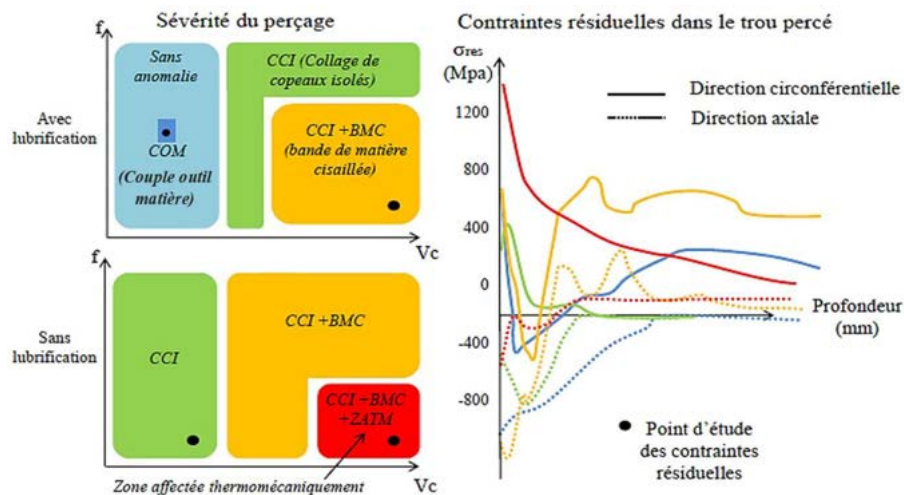 Sévérité du perçage
f
Avec
lubrification
Sans
anomalie
COM
(Couple outil
matière)
CCI (Collage de
copeaux isolés)
CCI +BMC
(bande de matière
cisaillée)
Vc
f
Sans
lubrification
CCI
CCI +BMC
CCI +BMC
+ZATM
Zone affectée thermomécaniquement
Vc
Contraintes résiduelles dans le trou percé
σres
(Mpa)
Direction circonférentielle
Direction axiale
1200
800
400
0
-400
-800
Profondeur
(mm)
Point d'étude
des contraintes
résiduelles